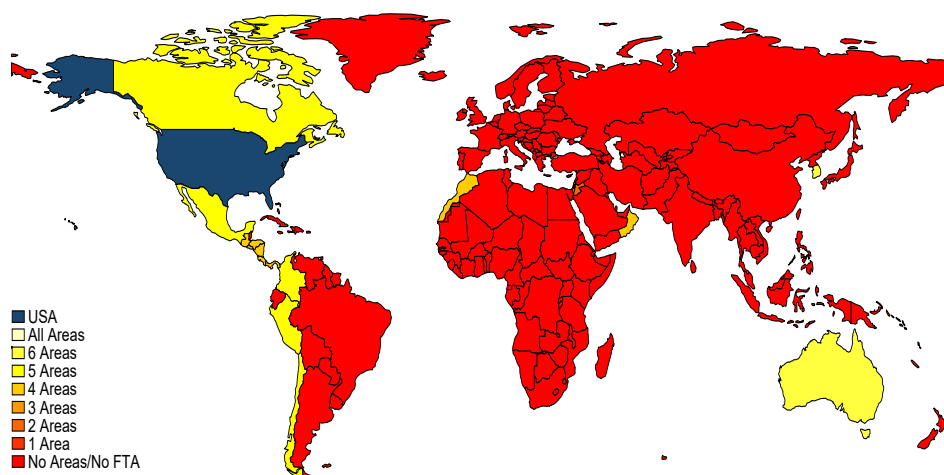 USA
All Areas
6 Areas
5 Areas
4 Areas
3 Areas
2 Areas
1 Area
No Areas/No FTA